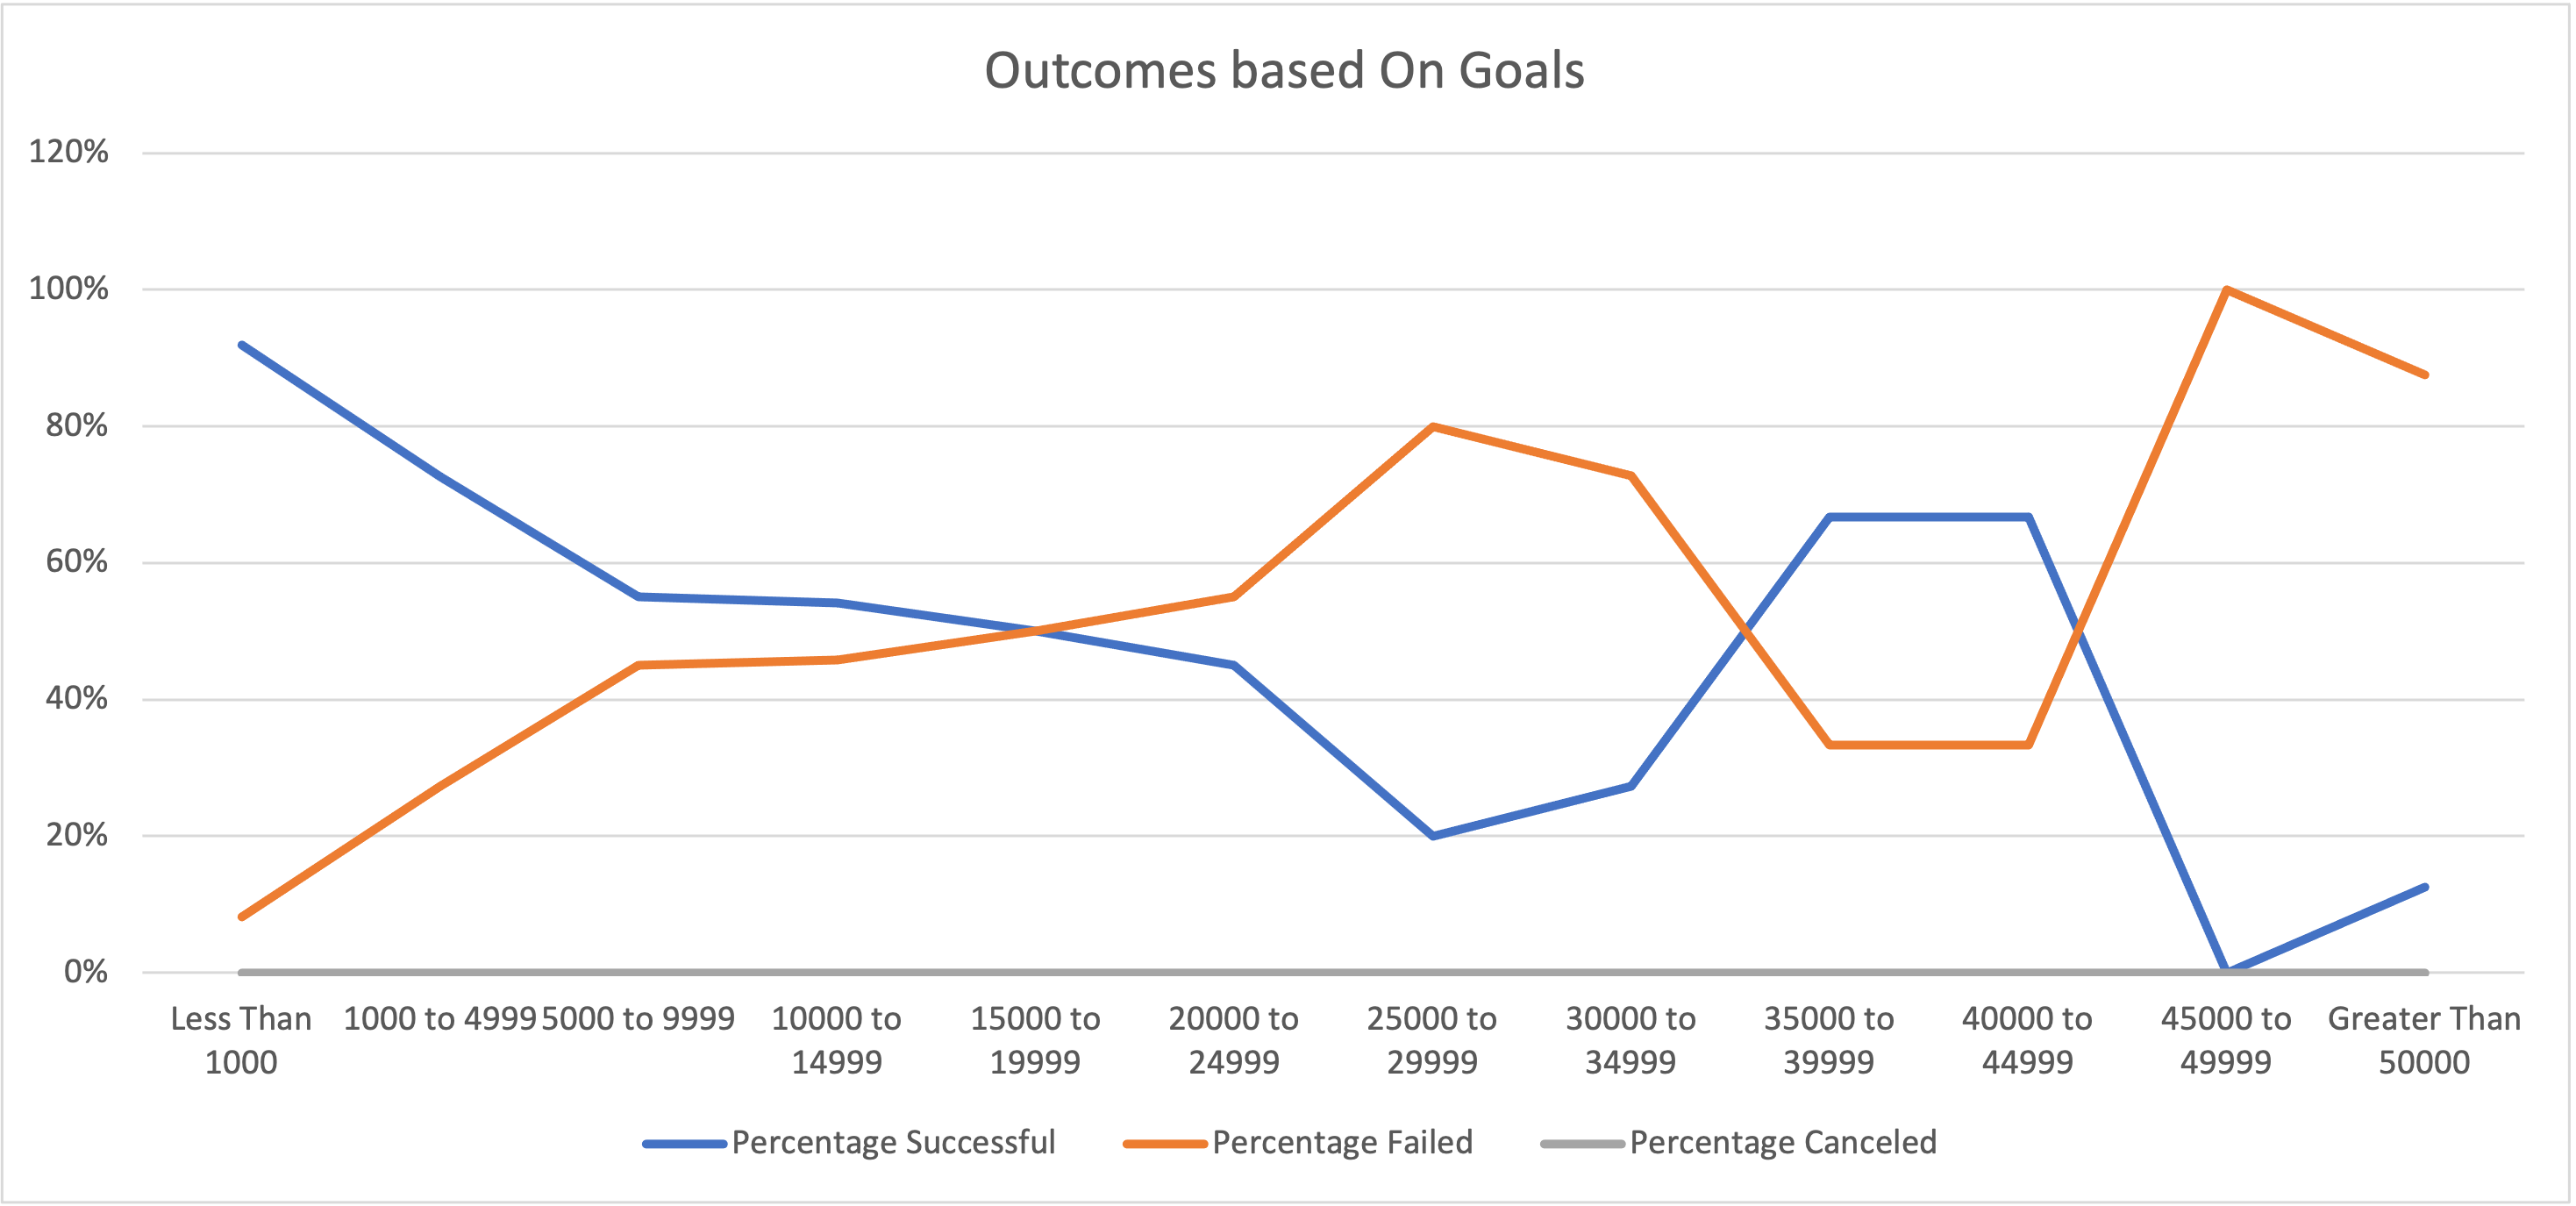 Outcomes based On Goals
120%
100%
80%
60%
40%
20%
0%
Less Than
1000
1000 to 4999
5000 to 9999
10000 to
14999
15000 to
19999
20000 to
24999
25000 to
29999
30000 to
34999
35000 to
39999
40000 to
44999
45000 to
49999
Greater Than
50000
Percentage Successful
Percentage Failed
Percentage Canceled